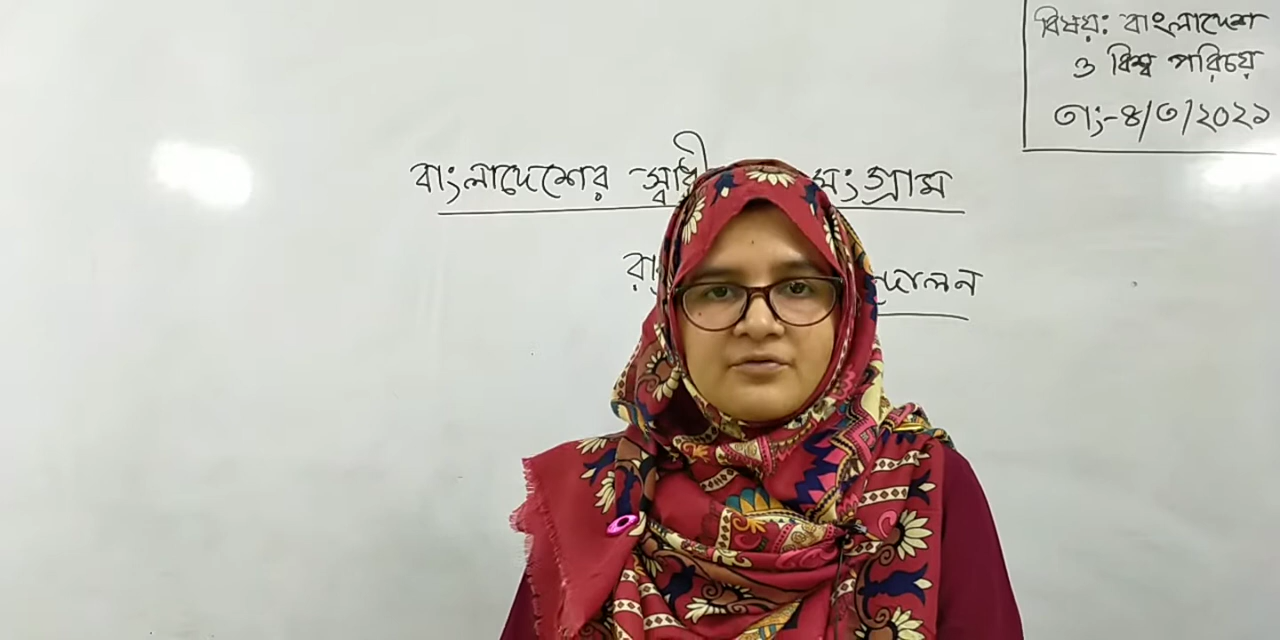 বিষয়: বাংলাদেশ
ও বিশ্ব পরিচয়
তাং-৪/৩/২০২১
বাংলাদেশের সংগ্রাম